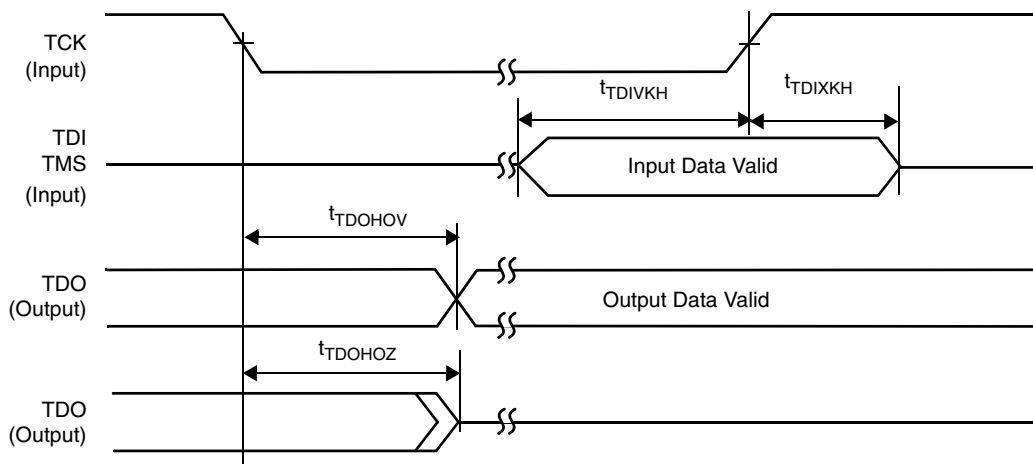 TCK
(Input)
tTDIVKH
tTDIXKH
TDI
TMS
(Input)
Input Data Valid
tTDOHOV
TDO
(Output)
Output Data Valid
tTDOHOZ
TDO
(Output)